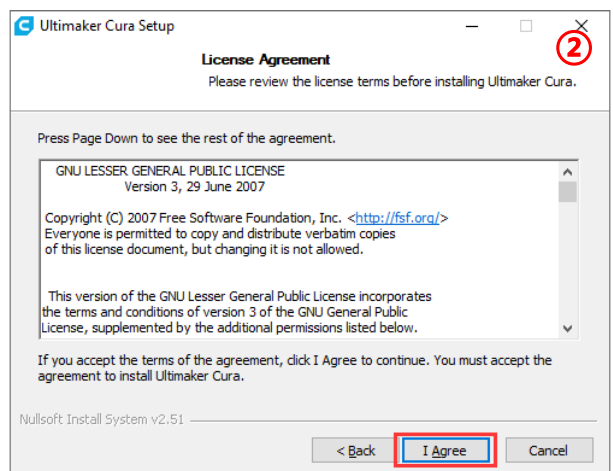 Ultimaker Cura Setup
②
License Agreement
Please review the license terms before installing Ultimaker Cura.
Press Page Down to see the rest of the agreement.
GNU LESSER GENERAL PUBLIC LICENSE
Version 3, 29 June 2007
Copyright (C) 2007 Free Software Foundation, Inc. <http://fsf.org/>
Everyone is permitted to copy and distribute verbatim copies
of this license document, but changing it is not allowed.
This version of the GNU Lesser General Public License incorporates
the terms and conditions of version 3 of the GNU General Public
License, supplemented by the additional permissions listed below.
If you accept the terms of the agreement, click I Agree to continue. You must accept the
agreement to install Ultimaker Cura.
Nullsoft Install System v2.51
< Back I Agree Cancel